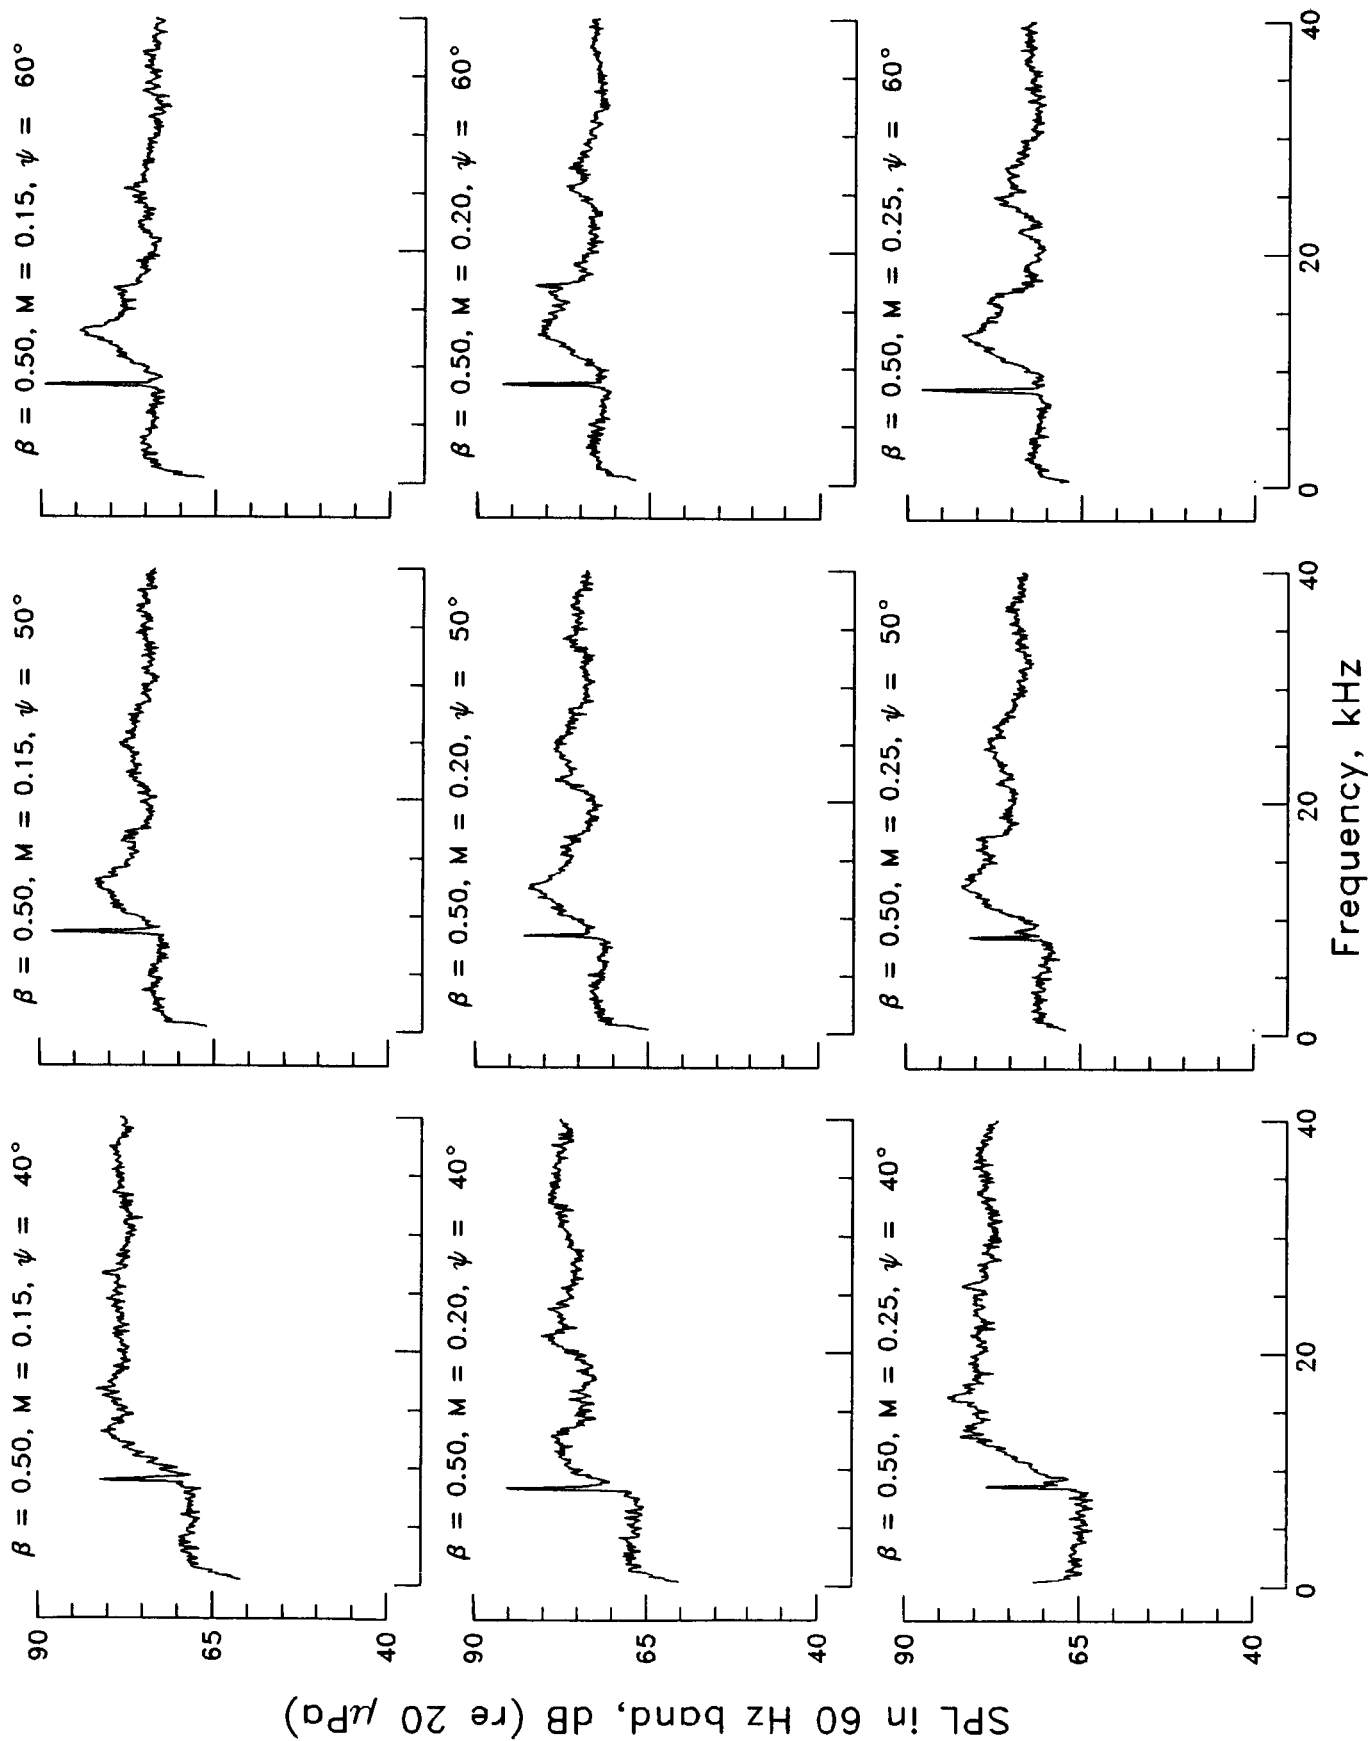 SPL in 60 Hz band, dB (re 20 μPa)
β = 0.50, M = 0.15, ψ = 40°
β = 0.50, M = 0.15, ψ = 50°
β = 0.50, M = 0.15, ψ = 60°
90
65
40
β = 0.50, M = 0.20, ψ = 40°
β = 0.50, M = 0.20, ψ = 50°
β = 0.50, M = 0.20, ψ = 60°
90
65
40
β = 0.50, M = 0.25, ψ = 40°
β = 0.50, M = 0.25, ψ = 50°
β = 0.50, M = 0.25, ψ = 60°
90
65
40
0 20 40
0 20 40
0 20 40
Frequency, kHz